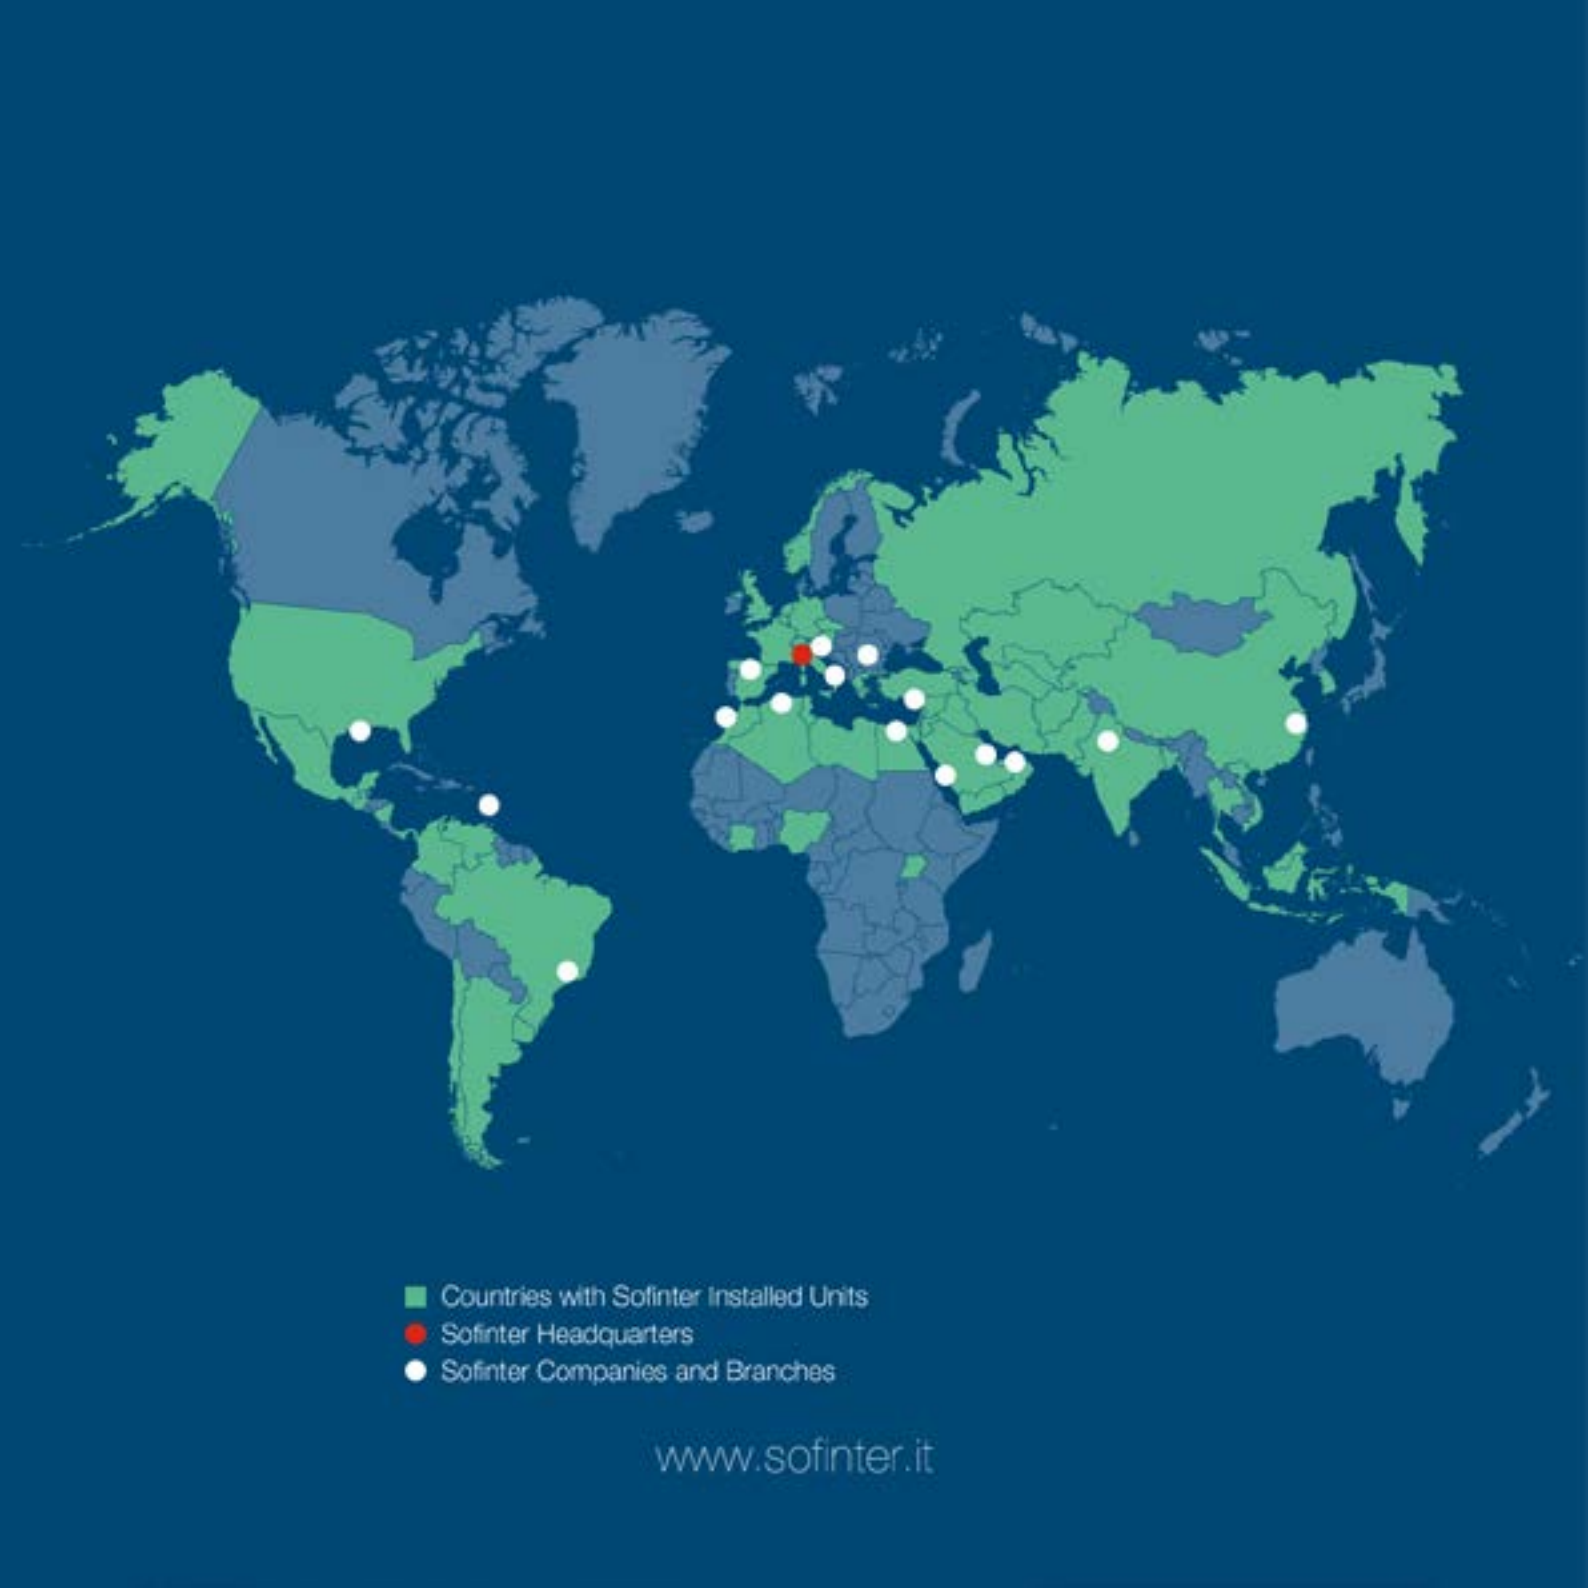 Countries with Sofinter Installed Units
Sofinter Headquarters
Sofinter Companies and Branches
www.sofinter.it